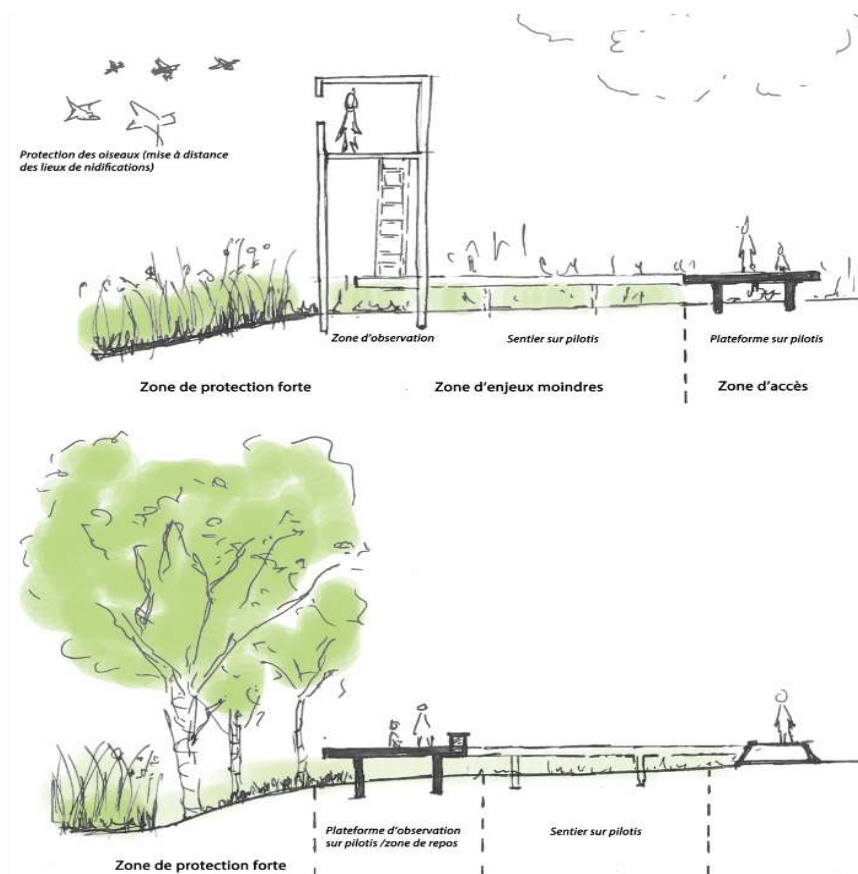 Protection des oiseaux (mise à distance
des lieux de nidifications)
Zone d'observation
Sentier sur pilotis
Plateforme sur pilotis
Zone de protection forte
Zone d'enjeux moindres
Zone d'accès
Plateforme d'observation
sur pilotis /zone de repos
Sentier sur pilotis
Zone de protection forte